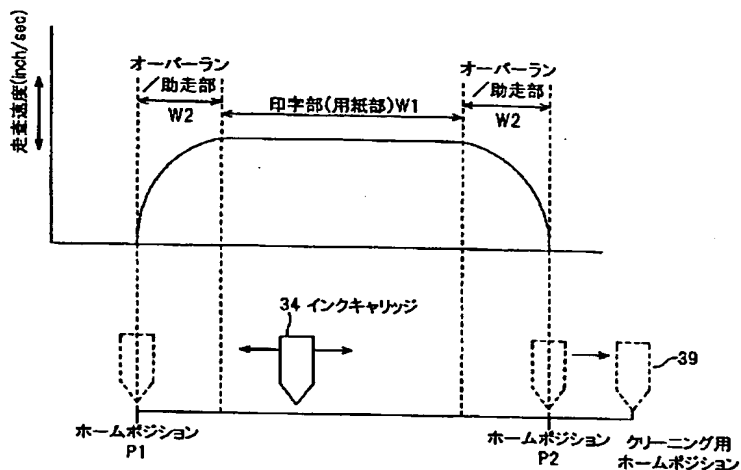 オーバーラン
／助走部
W2
印字部(用紙部)W1
オーバーラン
／助走部
W2
走査速度(inch/sec)
34 インクキャリッジ
39
ホームポジション
P1
ホームポジション
P2
クリーニング用
ホームポジション